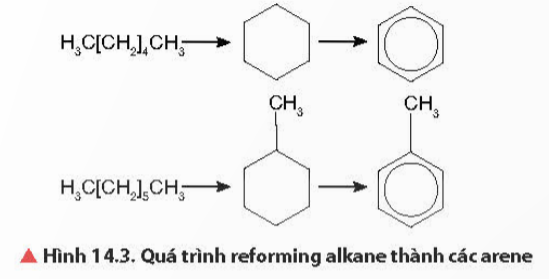 H₃C[CH₂]₄CH₃
CH₃ CH₃
H₃C[CH₂]₅CH₃
▲ Hình 14.3. Quá trình reforming alkane thành các arene